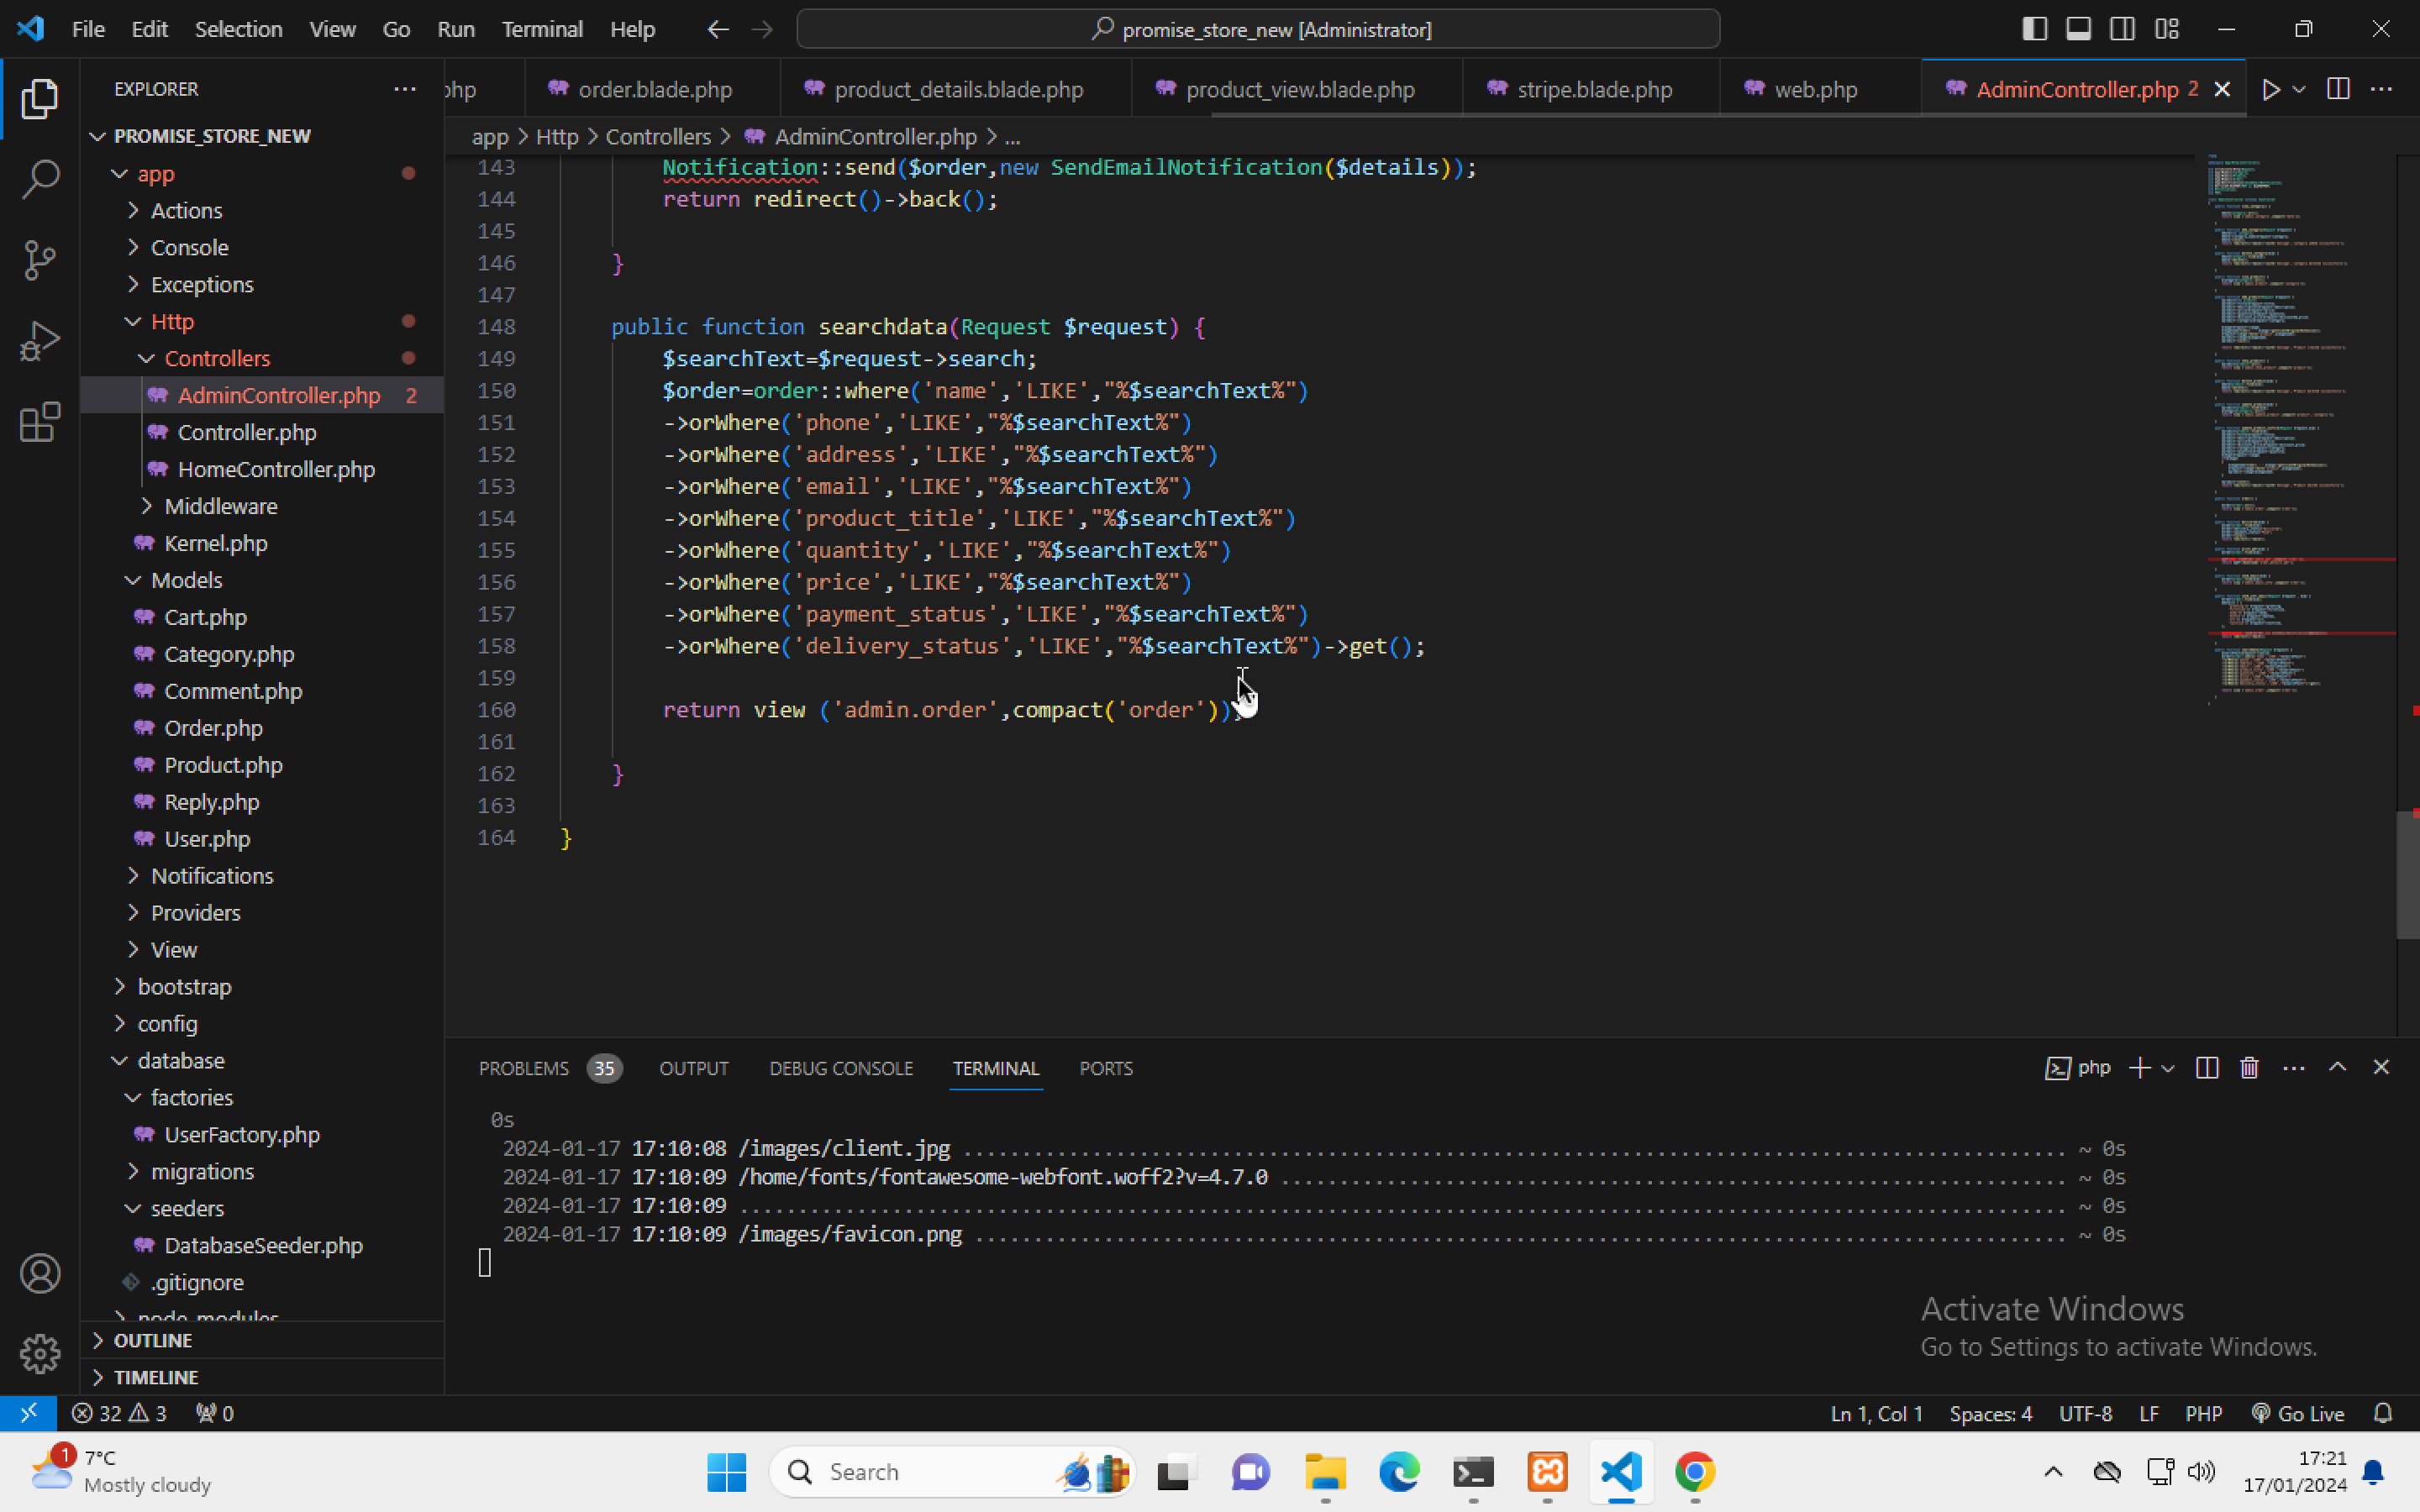 File Edit Selection View Go Run Terminal Help
promise_store_new [Administrator]
EXPLORER
hp order.blade.php product_details.blade.php product_view.blade.php stripe.blade.php web.php AdminController.php 2
app > Http > Controllers > AdminController.php > ...
PROMISE_STORE_NEW
app
Actions
Console
Exceptions
Http
Controllers
AdminController.php 2
Controller.php
HomeController.php
Middleware
Kernel.php
Models
Cart.php
Category.php
Comment.php
Order.php
Product.php
Reply.php
User.php
Notifications
Providers
View
bootstrap
config
database
factories
UserFactory.php
migrations
seeders
DatabaseSeeder.php
.gitignore
node_modules
OUTLINE
TIMELINE
143 Notification::send($order,new SendEmailNotification($details));
144 return redirect()->back();
145
146 }
147
148 public function searchdata(Request $request) {
149 $searchText=$request->search;
150 $order=order::where('name','LIKE',"%$searchText%")
151 ->orWhere('phone','LIKE',"%$searchText%")
152 ->orWhere('address','LIKE',"%$searchText%")
153 ->orWhere('email','LIKE',"%$searchText%")
154 ->orWhere('product_title','LIKE',"%$searchText%")
155 ->orWhere('quantity','LIKE',"%$searchText%")
156 ->orWhere('price','LIKE',"%$searchText%")
157 ->orWhere('payment_status','LIKE',"%$searchText%")
158 ->orWhere('delivery_status','LIKE',"%$searchText%")->get();
159
160 return view ('admin.order',compact('order'));
161
162 }
163
164 }
PROBLEMS 35 OUTPUT DEBUG CONSOLE TERMINAL PORTS
php
0s
2024-01-17 17:10:08 /images/client.jpg ........ ~ 0s
2024-01-17 17:10:09 /home/fonts/fontawesome-webfont.woff2?v=4.7.0 ........ ~ 0s
2024-01-17 17:10:09 ........ ~ 0s
2024-01-17 17:10:09 /images/favicon.png ........ ~ 0s
Activate Windows
Go to Settings to activate Windows.
32 3 0
Ln 1, Col 1 Spaces: 4 UTF-8 LF PHP Go Live
1 7°C
Mostly cloudy
Search
17:21
17/01/2024